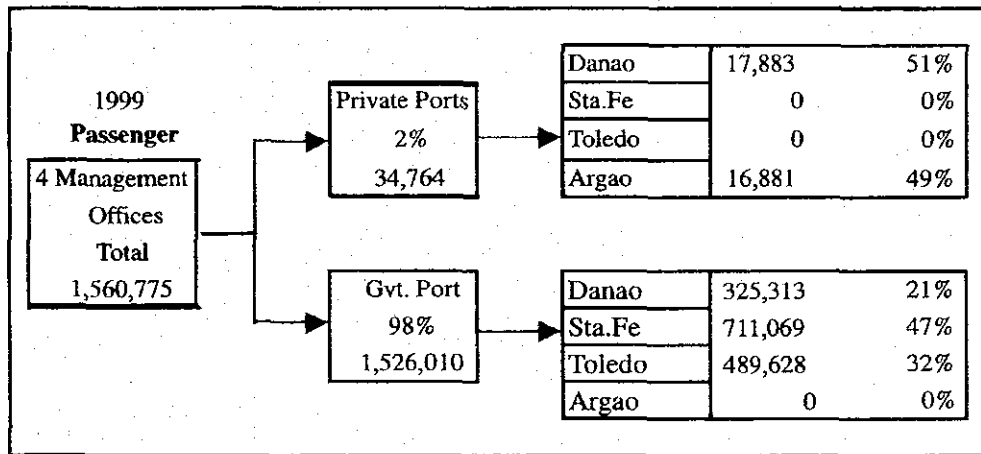 1999
Passenger
4 Management
Offices
Total
1,560,775
Private Ports
2%
34,764
Danao 17,883 51%
Sta.Fe 0 0%
Toledo 0 0%
Argao 16,881 49%
Gvt. Port
98%
1,526,010
Danao 325,313 21%
Sta.Fe 711,069 47%
Toledo 489,628 32%
Argao 0 0%